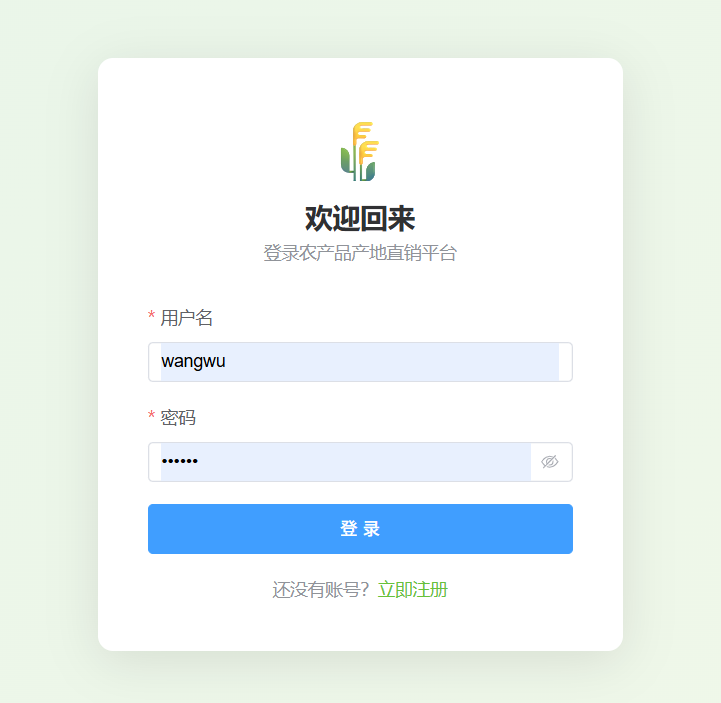 欢迎回来
登录农产品产地直销平台
* 用户名
wangwu
* 密码
••••••
登 录
还没有账号？立即注册